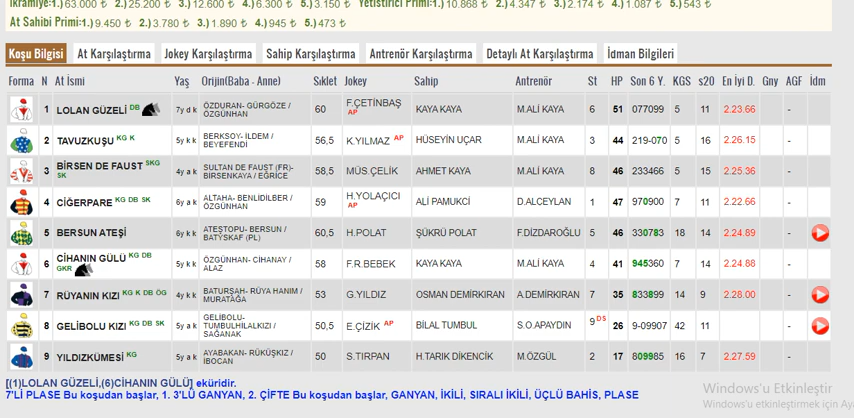 İkramiye:1.) 63.000 ₺ 2.) 25.200 ₺ 3.) 12.600 ₺ 4.) 6.300 ₺ 5.) 3.150 ₺ Yetiştirici Primi:1.) 10.868 ₺ 2.) 4.347 ₺ 3.) 2.174 ₺ 4.) 1.087 ₺ 5.) 543 ₺
At Sahibi Primi:1.) 9.450 ₺ 2.) 3.780 ₺ 3.) 1.890 ₺ 4.) 945 ₺ 5.) 473 ₺
Koşu Bilgisi At Karşılaştırma Jokey Karşılaştırma Sahip Karşılaştırma Antrenör Karşılaştırma Detaylı At Karşılaştırma İdman Bilgileri
Forma N At İsmi Yaş Orijin(Baba - Anne) Sıklet Jokey Sahip Antrenör St HP Son 6 Y. KGS s20 En İyi D. Gny AGF İdm
1 LOLAN GÜZELİ DB 7y d k ÖZDURAN- GÜRGÖZE / ÖZGÜNHAN 60 F.ÇETİNBAŞ AP KAYA KAYA M.ALİ KAYA 6 51 077099 5 11 2.23.66 -
2 TAVUZKUŞU KG K 5y k k BERKSOY- ILDEM / BEYEFENDİ 56,5 K.YILMAZ AP HÜSEYİN UÇAR M.ALİ KAYA 3 44 219-070 5 16 2.26.15 -
3 BİRSEN DE FAUST SKG SK 4y a k SULTAN DE FAUST (FR)- BİRSENKAYA / EĞRİCE 58,5 MÜS.ÇELİK AHMET KAYA M.ALİ KAYA 8 46 233466 5 15 2.25.36 -
4 CİĞERPARE KG DB SK 6y a k ALTAHA- BENLİDİLBER / ÖZGÜNHAN 59 H.YOLAÇICI AP ALİ PAMUKCİ D.ALCEYLAN 1 47 970900 7 11 2.22.66 -
5 BERSUN ATEŞİ 6y k k ATEŞTOPU- BERSUN / BATYSKAF (PL) 60,5 H.POLAT ŞÜKRÜ POLAT F.DİZDAROĞLU 5 46 330783 18 14 2.24.89 -
6 CİHANIN GÜLÜ KG DB GKR 5y a k ÖZGÜNHAN- CİHANAY / ALAZ 58 F.R.BEBEK KAYA KAYA M.ALİ KAYA 4 41 945360 7 14 2.24.88 -
7 RÜYANIN KIZI KG K DB ÖG 4y k k BATURŞAH- RÜYA HANIM / MURATAĞA 53 G.YILDIZ OSMAN DEMİRKIRAN A.DEMİRKIRAN 7 35 833899 14 9 2.28.00 -
8 GELİBOLU KIZI KG DB SK 5y a k GELİBOLU- TUMBULHİLALKIZI / SAĞANAK 50,5 E.ÇİZİK AP BİLAL TUMBUL S.O.APAYDIN 9 DS 26 9-09907 42 11 -
9 YILDIZKÜMESİ KG 5y a k AYABAKAN- RÜKÜŞKIZ / İBOCAN 50 S.TIRPAN H.TARIK DİKENCİK M.ÖZGÜL 2 17 809985 16 7 2.27.59 -
[(1)LOLAN GÜZELİ,(6)CİHANIN GÜLÜ] eküridir.
7'Lİ PLASE Bu koşudan başlar, 1. 3'LÜ GANYAN, 2. ÇİFTE Bu koşudan başlar, GANYAN, İKİLİ, SIRALI İKİLİ, ÜÇLÜ BAHİS, PLASE
Windows'u Etkinleştir
Windows'u etkinleştirmek için Ay